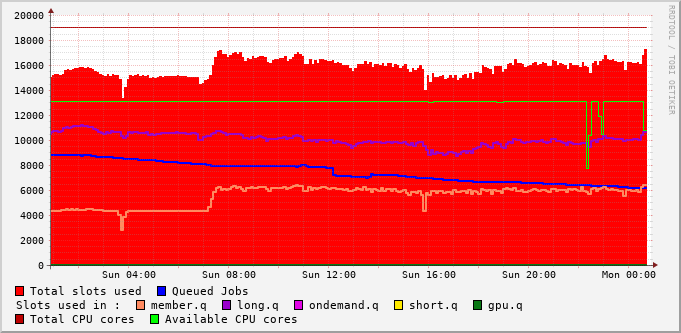 RRDTOOL / TOBI OETIKER
20000
18000
16000
14000
12000
10000
8000
6000
4000
2000
0
Sun 04:00 Sun 08:00 Sun 12:00 Sun 16:00 Sun 20:00 Mon 00:00
Total slots used Queued Jobs
Slots used in : member.q long.q ondemand.q short.q gpu.q
Total CPU cores Available CPU cores